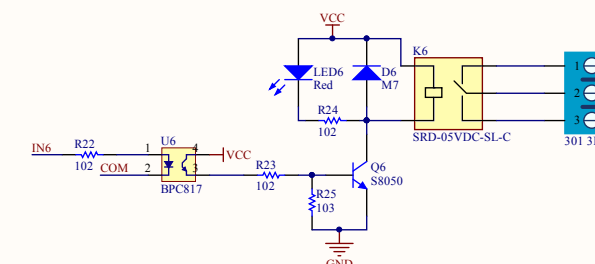 VCC
K6
LED6
Red
D6
M7
1
2
3
R24
102
SRD-05VDC-SL-C
301
IN6
R22
102
1
U6
4
VCC
COM
2
3
BPC817
R23
102
Q6
S8050
R25
103
GND